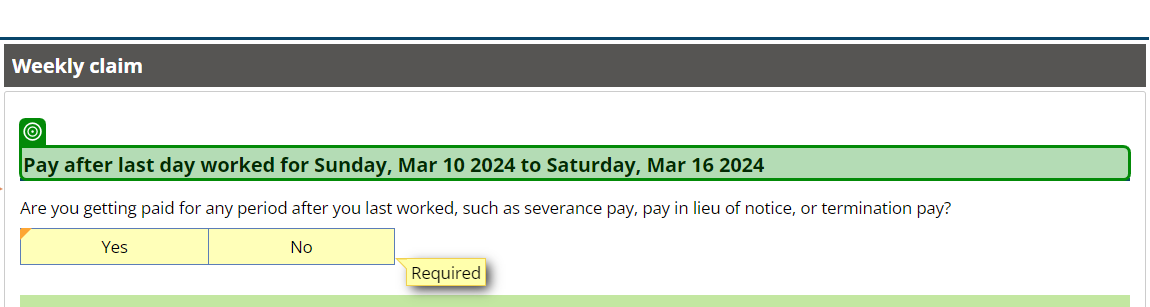 Weekly claim
Pay after last day worked for Sunday, Mar 10 2024 to Saturday, Mar 16 2024
Are you getting paid for any period after you last worked, such as severance pay, pay in lieu of notice, or termination pay?
Yes No
Required